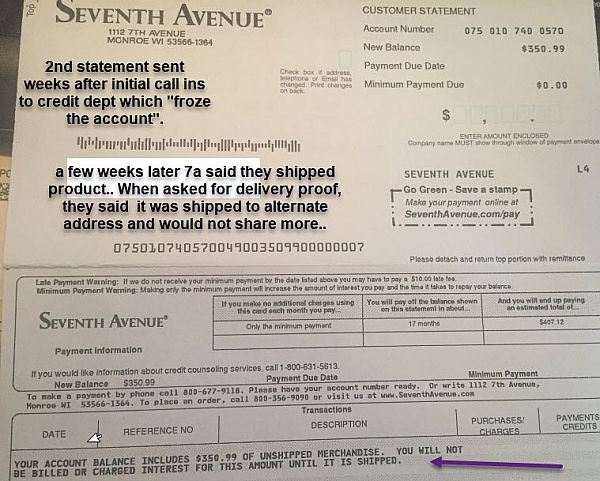 Top
SEVENTH AVENUE®
1112 7TH AVENUE
MONROE WI 53566-1364
CUSTOMER STATEMENT
Account Number 075 010 740 0570
New Balance $350.99
Payment Due Date
Minimum Payment Due $0.00
2nd statement sent
weeks after initial call ins
to credit dept which "froze
the account".
Check box if address,
telephone or Email has
changed. Print changes
on back.
$
ENTER AMOUNT ENCLOSED
Company name MUST show through window of payment envelope
a few weeks later 7a said they shipped
product.. When asked for delivery proof,
they said it was shipped to alternate
address and would not share more..
SEVENTH AVENUE L4
Go Green - Save a stamp
Make your payment online at
SeventhAvenue.com/pay
Please detach and return top portion with remittance
Late Payment Warning: If we do not receive your minimum payment by the date listed above you may have to pay a $10.00 late fee.
Minimum Payment Warning: Making only the minimum payment will increase the amount of interest you pay and the time it takes to repay your balance.
SEVENTH AVENUE®
If you make no additional charges using
this card each month you pay...
You will pay off the balance shown
on this statement in about...
And you will end up paying
an estimated total of...
Only the minimum payment
17 months
$407.12
Payment Information
If you would like information about credit counseling services, call 1-800-631-5613.
New Balance $350.99 Payment Due Date Minimum Payment
To make a payment by phone call 800-677-9118. Please have your account number ready. Or write 1112 7th Avenue,
Monroe WI 53566-1364. To place an order, call 800-356-9090 or visit us at www.SeventhAvenue.com
Transactions
DATE REFERENCE NO DESCRIPTION PURCHASES/ CHARGES PAYMENTS CREDITS
YOUR ACCOUNT BALANCE INCLUDES $350.99 OF UNSHIPPED MERCHANDISE. YOU WILL NOT
BE BILLED OR CHARGED INTEREST FOR THIS AMOUNT UNTIL IT IS SHIPPED.